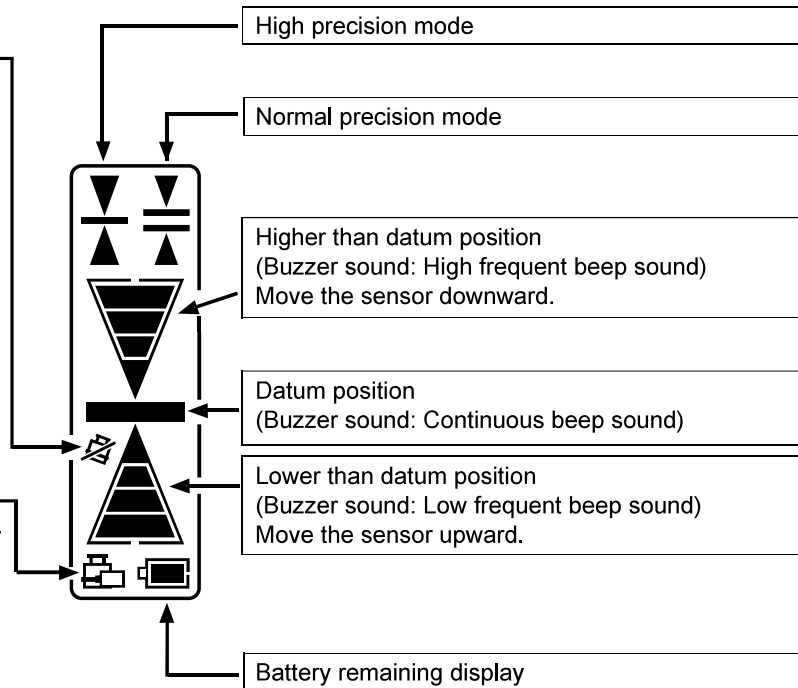 High precision mode
Normal precision mode
Higher than datum position
(Buzzer sound: High frequent beep sound)
Move the sensor downward.
Datum position
(Buzzer sound: Continuous beep sound)
Lower than datum position
(Buzzer sound: Low frequent beep sound)
Move the sensor upward.
Battery remaining display